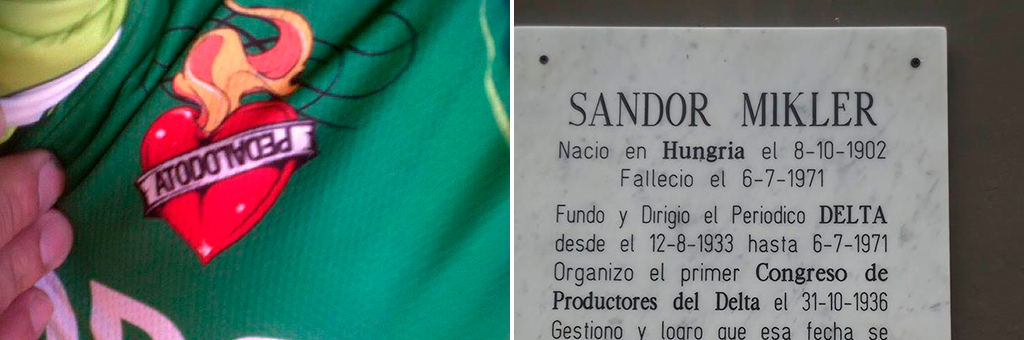 ATODO PEDAL
SANDOR MIKLER
Nacio en Hungria el 8-10-1902
Fallecio el 6-7-1971
Fundo y Dirigio el Periodico DELTA
desde el 12-8-1933 hasta 6-7-1971
Organizo el primer Congreso de
Productores del Delta el 31-10-1936
Gestiono y logro que esa fecha se